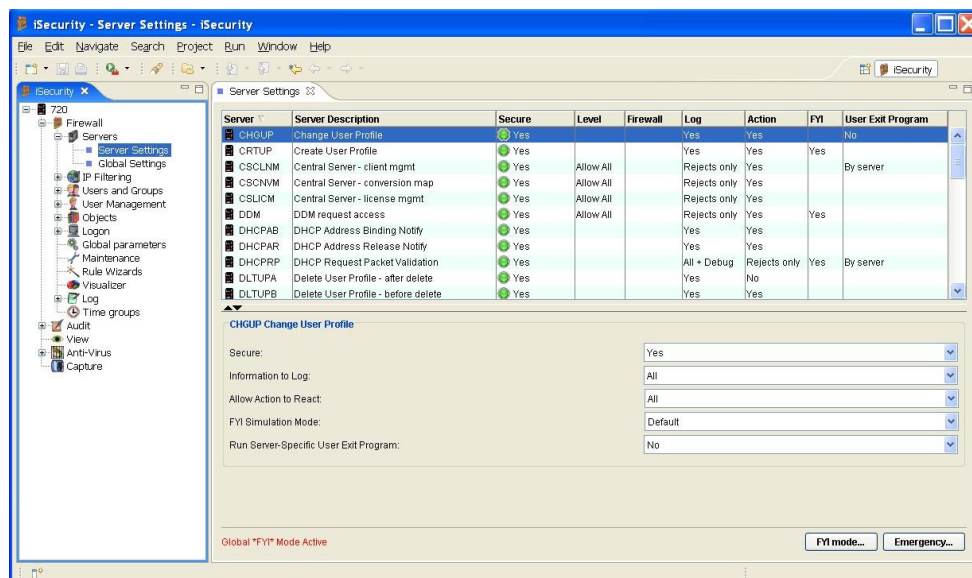 iSecurity - Server Settings - iSecurity
File Edit Navigate Search Project Run Window Help
iSecurity
iSecurity
Server Settings
720
Firewall
Servers
Server Settings
Global Settings
IP Filtering
Users and Groups
User Management
Objects
Logon
Global parameters
Maintenance
Rule Wizards
Visualizer
Log
Time groups
Audit
View
Anti-Virus
Capture
Server Server Description Secure Level Firewall Log Action FYI User Exit Program
CHGUP Change User Profile Yes Yes Yes No
CRTUP Create User Profile Yes Yes Yes Yes
CSCLNM Central Server - client mgmt Yes Allow All Rejects only Yes By server
CSCNVM Central Server - conversion map Yes Allow All Rejects only Yes
CSLICM Central Server - license mgmt Yes Allow All Rejects only Yes
DDM DDM request access Yes Allow All Rejects only Yes Yes
DHCPAB DHCP Address Binding Notify Yes Yes Yes
DHCPAR DHCP Address Release Notify Yes Yes Yes
DHCPRP DHCP Request Packet Validation Yes All + Debug Rejects only Yes By server
DLTUPA Delete User Profile - after delete Yes Yes No
DLTUPB Delete User Profile - before delete Yes Yes Yes
CHGUP Change User Profile
Secure: Yes
Information to Log: All
Allow Action to React: All
FYI Simulation Mode: Default
Run Server-Specific User Exit Program: No
Global *FYI* Mode Active
FYI mode... Emergency...